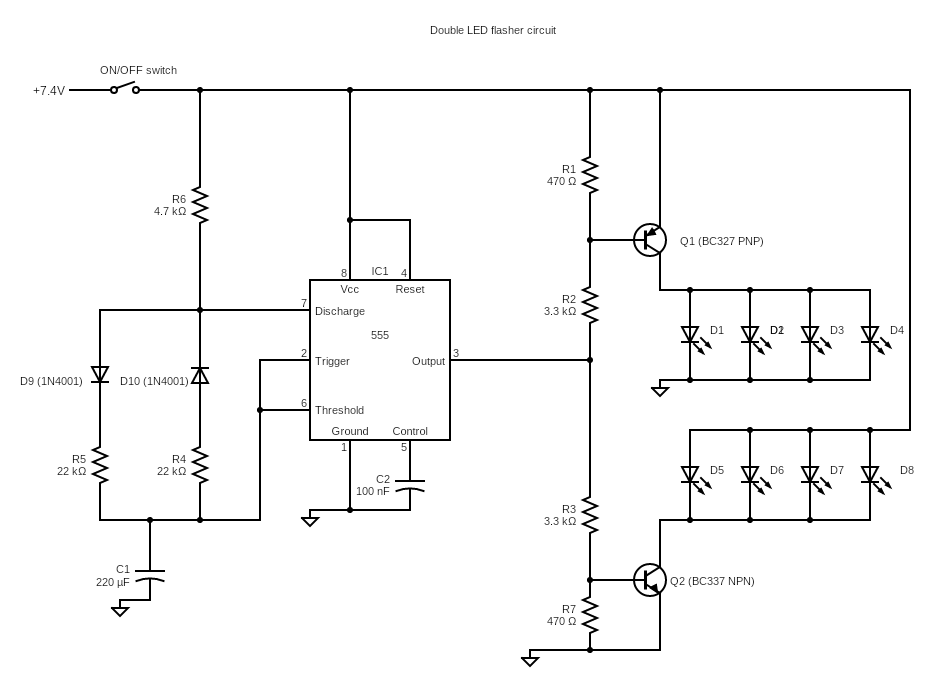 Double LED flasher circuit
ON/OFF switch
+7.4V
R6
4.7 kΩ
R1
470 Ω
Q1 (BC327 PNP)
8
IC1
4
Vcc
Reset
7
Discharge
555
2
Trigger
Output
3
6
Threshold
Ground
Control
1
5
R2
3.3 kΩ
D1
D2
D3
D4
D9 (1N4001)
D10 (1N4001)
R5
22 kΩ
R4
22 kΩ
C2
100 nF
D5
D6
D7
D8
R3
3.3 kΩ
C1
220 µF
Q2 (BC337 NPN)
R7
470 Ω